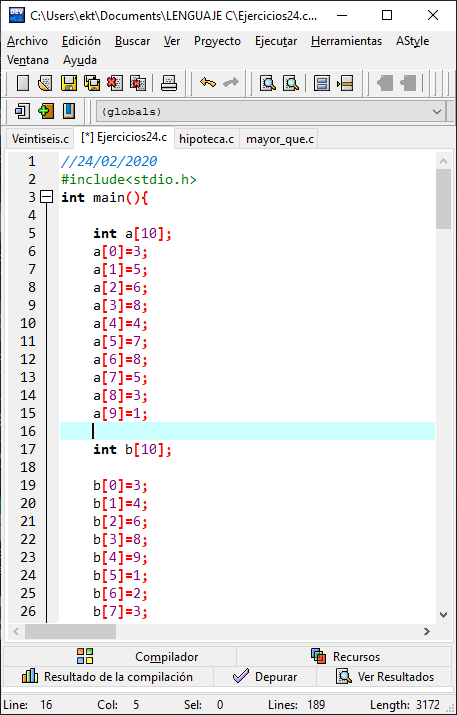 C:\Users\ekt\Documents\LENGUAJE C\Ejercicios24.c...
Archivo Edición Buscar Ver Proyecto Ejecutar Herramientas AStyle
Ventana Ayuda
(globals)
Veintiseis.c [*] Ejercicios24.c hipoteca.c mayor_que.c
1 //24/02/2020
2 #include<stdio.h>
3 int main(){
4
5 int a[10];
6 a[0]=3;
7 a[1]=5;
8 a[2]=6;
9 a[3]=8;
10 a[4]=4;
11 a[5]=7;
12 a[6]=8;
13 a[7]=5;
14 a[8]=3;
15 a[9]=1;
16
17 int b[10];
18
19 b[0]=3;
20 b[1]=4;
21 b[2]=6;
22 b[3]=8;
23 b[4]=9;
24 b[5]=1;
25 b[6]=2;
26 b[7]=3;
Compilador Recursos
Resultado de la compilación Depurar Ver Resultados
Line: 16 Col: 5 Sel: 0 Lines: 189 Length: 3172